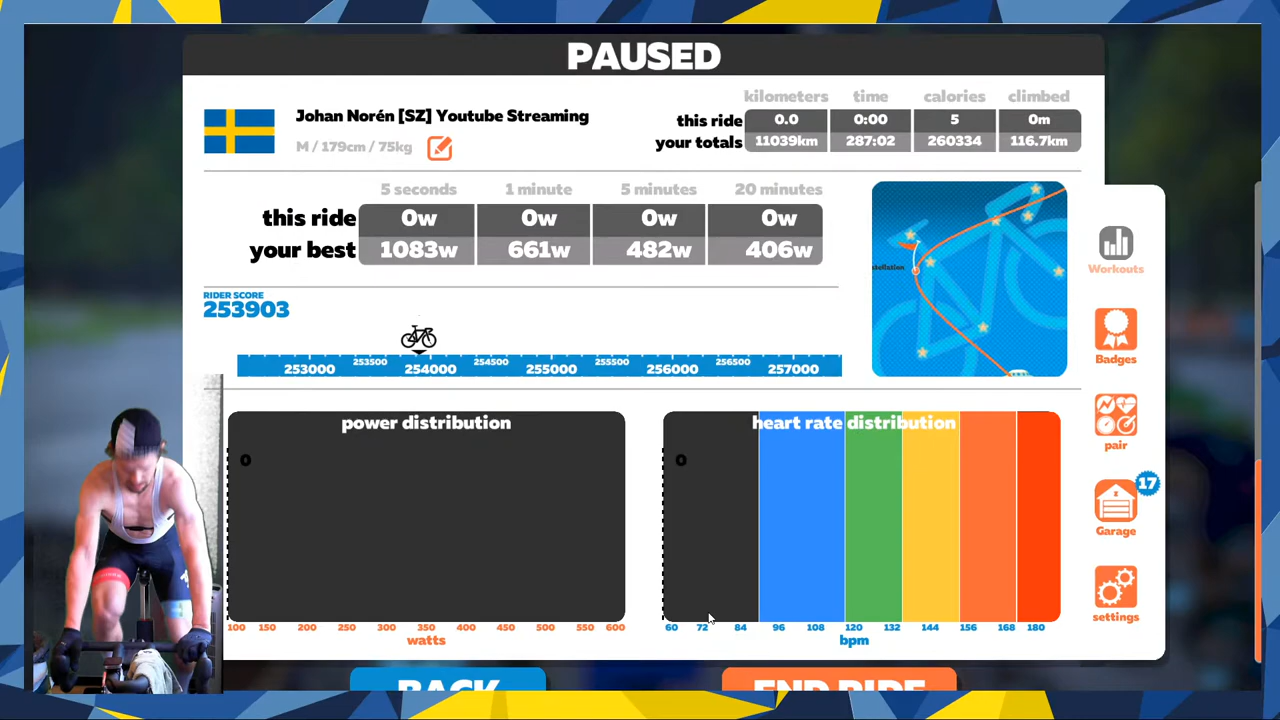 PAUSED
Johan Norén [SZ] Youtube Streaming
M / 179cm / 75kg
kilometers time calories climbed
this ride 0.0 0:00 5 0m
your totals 11039km 287:02 260334 116.7km
5 seconds 1 minute 5 minutes 20 minutes
this ride 0w 0w 0w 0w
your best 1083w 661w 482w 406w
RIDER SCORE
253903
253500 254500 255500 256500
253000 254000 255000 256000 257000
power distribution
0
100 150 200 250 300 350 400 450 500 550 600
watts
heart rate distribution
0
60 72 84 96 108 120 132 144 156 168 180
bpm
Workouts
Badges
pair
17
Garage
settings
BACK
END RIDE